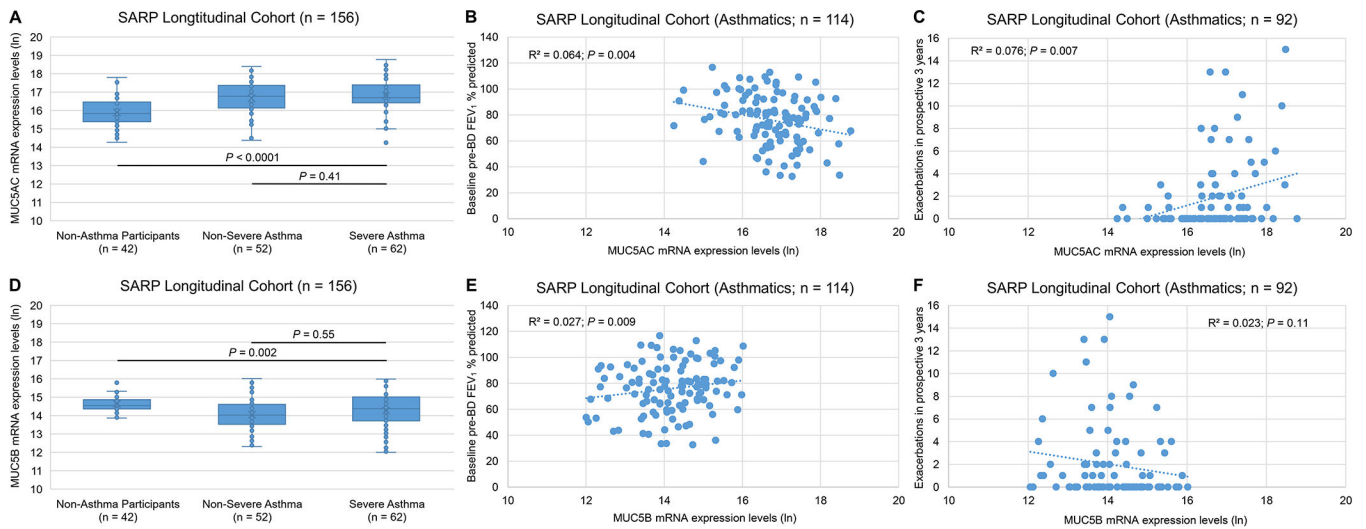 A
SARP Longtitudinal Cohort (n = 156)
MUC5AC mRNA expression levels (ln)
20
19
18
17
16
15
14
13
12
11
10
P < 0.0001
P = 0.41
Non-Asthma Participants
(n = 42)
Non-Severe Asthma
(n = 52)
Severe Asthma
(n = 62)
B
SARP Longitudinal Cohort (Asthmatics; n = 114)
Baseline pre-BD FEV₁ % predicted
140
120
100
80
60
40
20
0
R² = 0.064; P = 0.004
10
12
14
16
18
20
MUC5AC mRNA expression levels (ln)
C
SARP Longitudinal Cohort (Asthmatics; n = 92)
Exacerbations in prospective 3 years
16
14
12
10
8
6
4
2
0
R² = 0.076; P = 0.007
10
12
14
16
18
20
MUC5AC mRNA expression levels (ln)
D
SARP Longitudinal Cohort (n = 156)
MUC5B mRNA expression levels (ln)
20
19
18
17
16
15
14
13
12
11
10
P = 0.55
P = 0.002
Non-Asthma Participants
(n = 42)
Non-Severe Asthma
(n = 52)
Severe Asthma
(n = 62)
E
SARP Longitudinal Cohort (Asthmatics; n = 114)
Baseline pre-BD FEV₁ % predicted
140
120
100
80
60
40
20
0
R² = 0.027; P = 0.009
10
12
14
16
18
20
MUC5B mRNA expression levels (ln)
F
SARP Longitudinal Cohort (Asthmatics; n = 92)
Exacerbations in prospective 3 years
16
14
12
10
8
6
4
2
0
R² = 0.023; P = 0.11
10
12
14
16
18
20
MUC5B mRNA expression levels (ln)